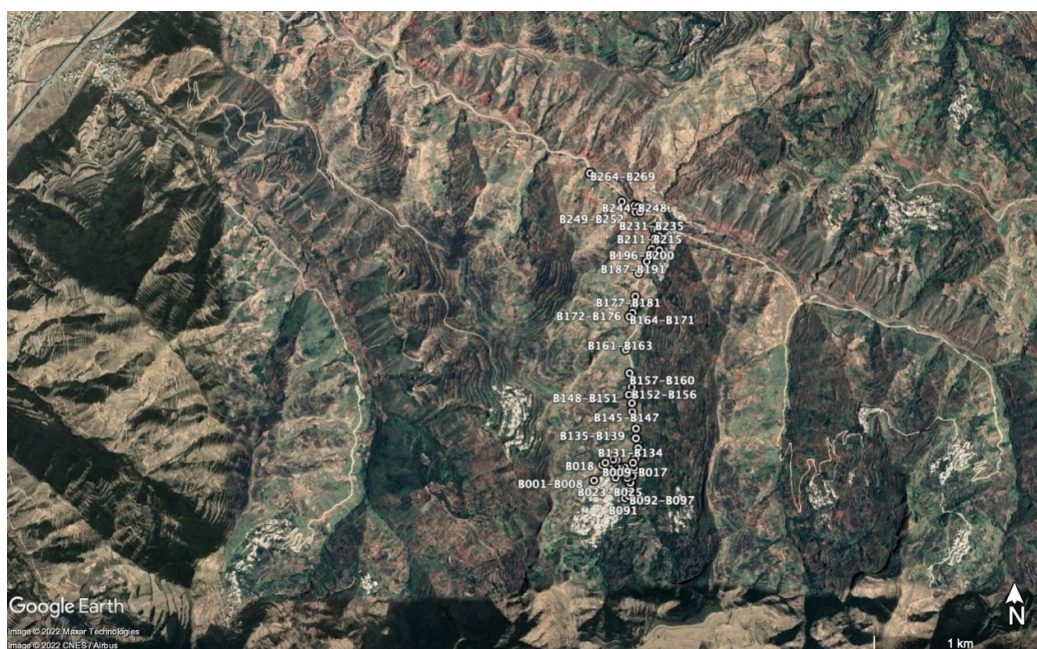 B264-B269
B244-B248
B249-B252
B231-B235
B211-B215
B196-B200
B187-B191
B177-B181
B172-B176
B164-B171
B161-B163
B157-B160
B148-B151
B152-B156
B145-B147
B135-B139
B131-B134
B018
B009-B017
B001-B008
B023-B025
B092-B097
B091
Google Earth
N
Image © 2022 Maxar Technologies
Image © 2022 CNES / Airbus
1 km